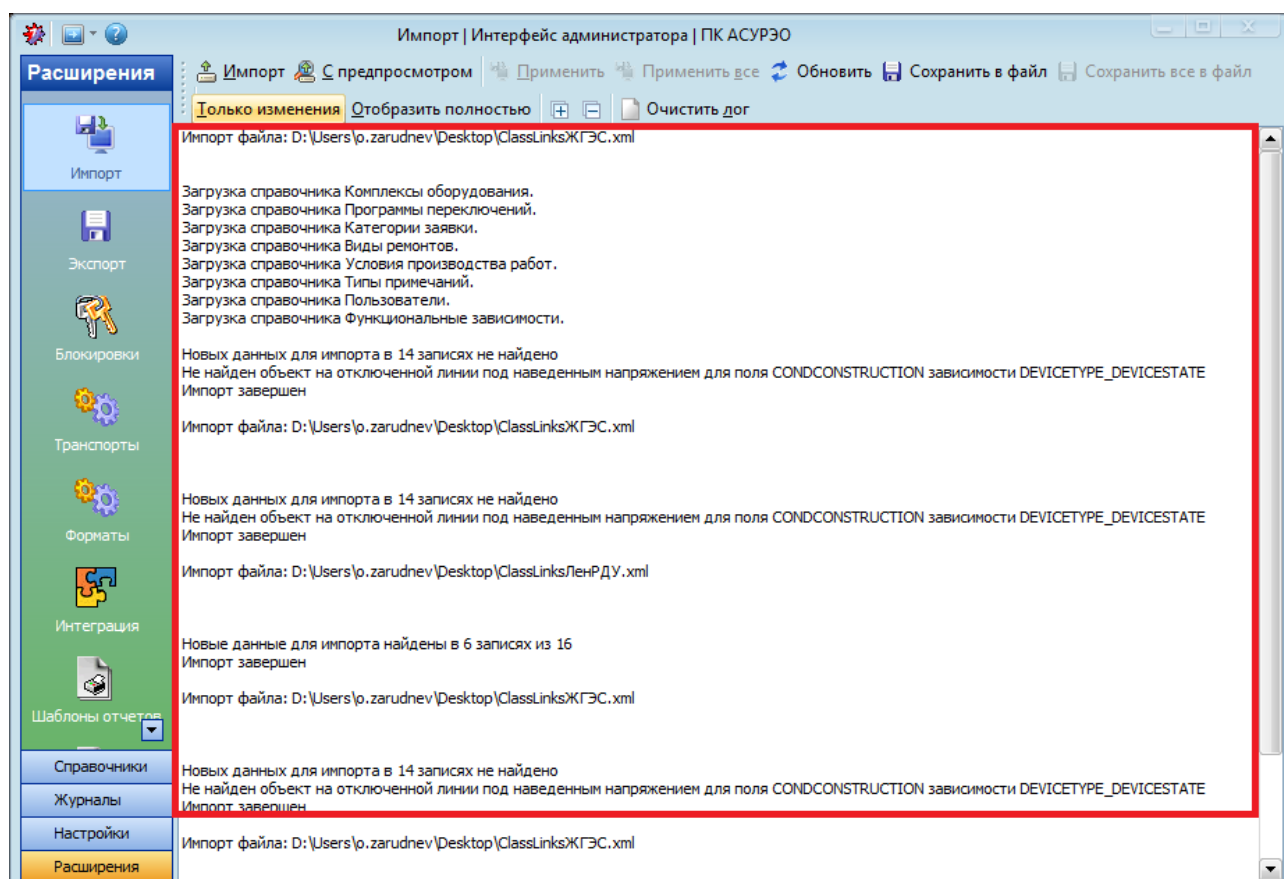 Импорт | Интерфейс администратора | ПК АСУРЭО
Расширения
Импорт С предпросмотром Применить Применить все Обновить Сохранить в файл Сохранить все в файл
Только изменения Отобразить полностью Очистить лог
Импорт
Экспорт
Блокировки
Транспорты
Форматы
Интеграция
Шаблоны отчетов
Справочники
Журналы
Настройки
Расширения
Импорт файла: D:\Users\o.zarudnev\Desktop\ClassLinksЖГЭС.xml
Загрузка справочника Комплексы оборудования.
Загрузка справочника Программы переключений.
Загрузка справочника Категории заявки.
Загрузка справочника Виды ремонтов.
Загрузка справочника Условия производства работ.
Загрузка справочника Типы примечаний.
Загрузка справочника Пользователи.
Загрузка справочника Функциональные зависимости.
Новых данных для импорта в 14 записях не найдено
Не найден объект на отключенной линии под наведенным напряжением для поля CONDCONSTRUCTION зависимости DEVICETYPE_DEVICESTATE
Импорт завершен
Импорт файла: D:\Users\o.zarudnev\Desktop\ClassLinksЖГЭС.xml
Новых данных для импорта в 14 записях не найдено
Не найден объект на отключенной линии под наведенным напряжением для поля CONDCONSTRUCTION зависимости DEVICETYPE_DEVICESTATE
Импорт завершен
Импорт файла: D:\Users\o.zarudnev\Desktop\ClassLinksЛенРДУ.xml
Новые данные для импорта найдены в 6 записях из 16
Импорт завершен
Импорт файла: D:\Users\o.zarudnev\Desktop\ClassLinksЖГЭС.xml
Новых данных для импорта в 14 записях не найдено
Не найден объект на отключенной линии под наведенным напряжением для поля CONDCONSTRUCTION зависимости DEVICETYPE_DEVICESTATE
Импорт завершен
Импорт файла: D:\Users\o.zarudnev\Desktop\ClassLinksЖГЭС.xml